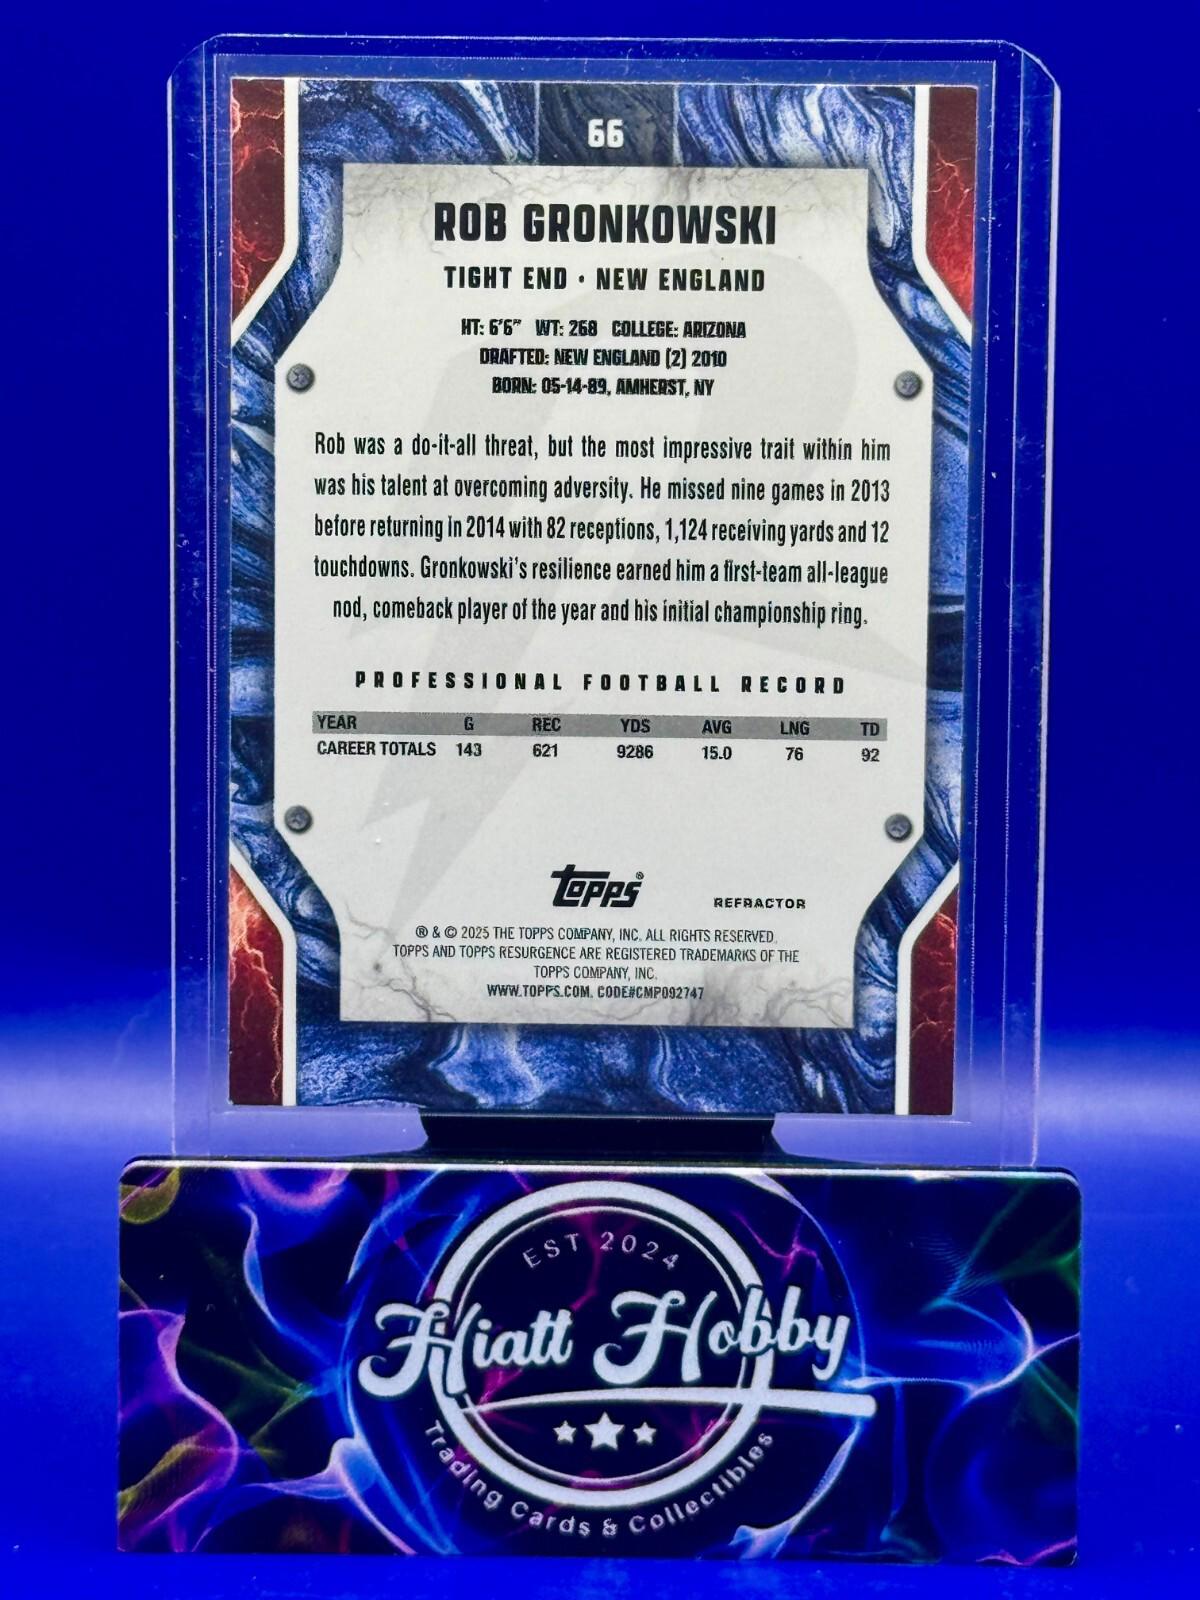 66
ROB GRONKOWSKI
TIGHT END • NEW ENGLAND
HT: 6'6" WT: 268 COLLEGE: ARIZONA
DRAFTED: NEW ENGLAND (2) 2010
BORN: 05-14-89, AMHERST, NY
Rob was a do-it-all threat, but the most impressive trait within him
was his talent at overcoming adversity. He missed nine games in 2013
before returning in 2014 with 82 receptions, 1,124 receiving yards and 12
touchdowns. Gronkowski's resilience earned him a first-team all-league
nod, comeback player of the year and his initial championship ring.
PROFESSIONAL FOOTBALL RECORD
YEAR G REC YDS AVG LNG TD
CAREER TOTALS 143 621 9286 15.0 76 92
topps®
REFRACTOR
® & © 2025 THE TOPPS COMPANY, INC. ALL RIGHTS RESERVED.
TOPPS AND TOPPS RESURGENCE ARE REGISTERED TRADEMARKS OF THE
TOPPS COMPANY, INC.
WWW.TOPPS.COM. CODE#CMP092747
EST 2024
Hiatt Hobby
Trading Cards & Collectibles